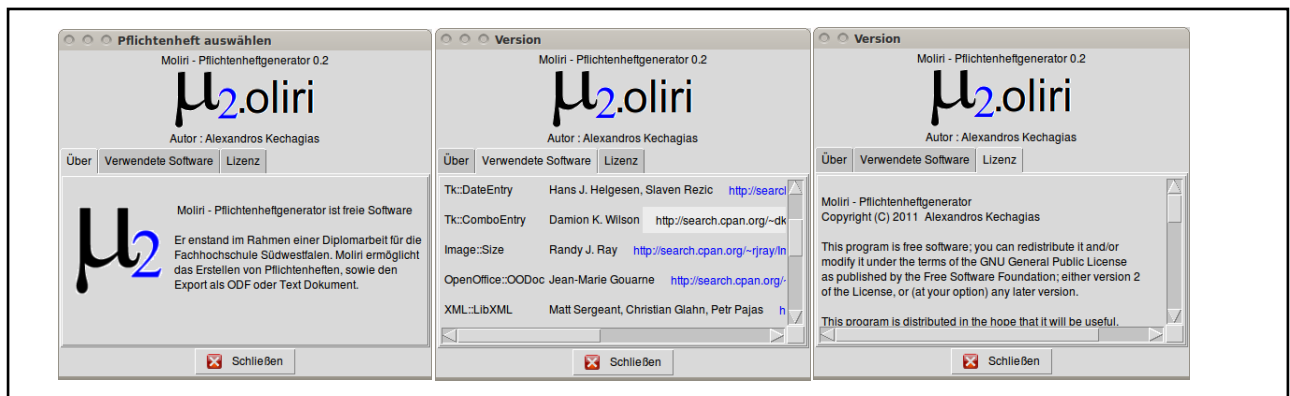 Pflichtenheft auswählen
Moliri - Pflichtenheftgenerator 0.2
μ2.oliri
Autor : Alexandros Kechagias
Über Verwendete Software Lizenz
μ2
Moliri - Pflichtenheftgenerator ist freie Software
Er enstand im Rahmen einer Diplomarbeit für die
Fachhochschule Südwestfalen. Moliri ermöglicht
das Erstellen von Pflichtenheften, sowie den
Export als ODF oder Text Dokument.
Schließen
Version
Moliri - Pflichtenheftgenerator 0.2
μ2.oliri
Autor : Alexandros Kechagias
Über Verwendete Software Lizenz
Tk::DateEntry Hans J. Helgesen, Slaven Rezic http://searcl
Tk::ComboEntry Damion K. Wilson http://search.cpan.org/~dk
Image::Size Randy J. Ray http://search.cpan.org/~rjray/In
OpenOffice::OODoc Jean-Marie Gouarne http://search.cpan.org/-
XML::LibXML Matt Sergeant, Christian Glahn, Petr Pajas h
Schließen
Version
Moliri - Pflichtenheftgenerator 0.2
μ2.oliri
Autor : Alexandros Kechagias
Über Verwendete Software Lizenz
Moliri - Pflichtenheftgenerator
Copyright (C) 2011 Alexandros Kechagias
This program is free software; you can redistribute it and/or
modify it under the terms of the GNU General Public License
as published by the Free Software Foundation; either version 2
of the License, or (at your option) any later version.
This program is distributed in the hope that it will be useful,
Schließen